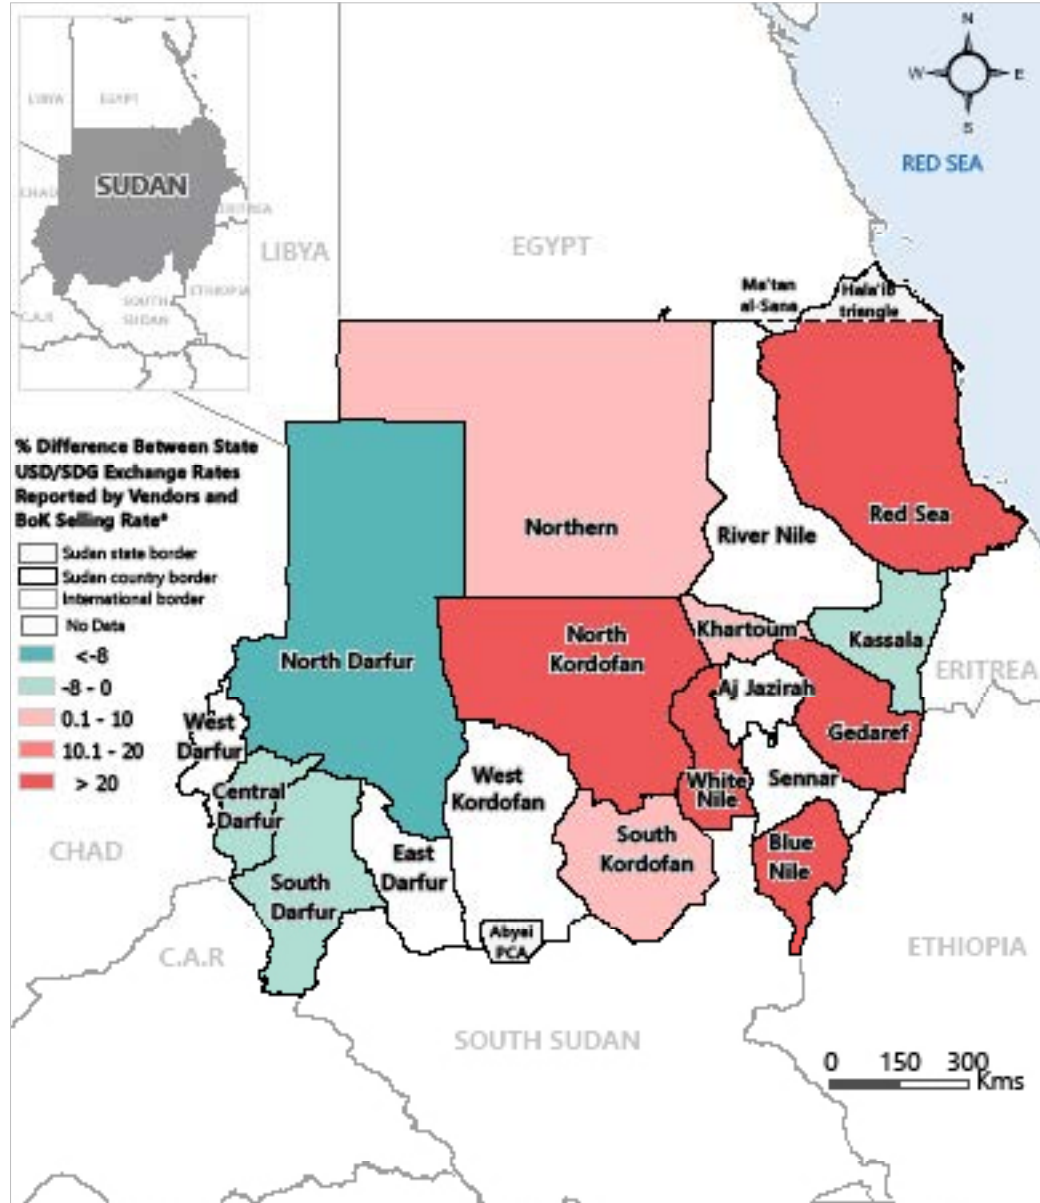 N
W
E
S
RED SEA
LIBYA
EGYPT
SUDAN
CHAD
ERITREA
ETHIOPIA
SOUTH
SUDAN
C.A.R
LIBYA
EGYPT
Ma'tan
al-Sana
Hala'ib
triangle
% Difference Between State
USD/SDG Exchange Rates
Reported by Vendors and
BoK Selling Rate*
Sudan state border
Sudan country border
International border
No Data
<-8
-8 - 0
0.1 - 10
10.1 - 20
> 20
Northern
River Nile
Red Sea
North Darfur
North
Kordofan
Khartoum
Kassala
ERITREA
Aj Jazirah
Gedaref
West
Darfur
Central
Darfur
West
Kordofan
White
Nile
Sennar
South
Kordofan
Blue
Nile
East
Darfur
South
Darfur
CHAD
Abyei
PCA
C.A.R
ETHIOPIA
SOUTH SUDAN
0 150 300
Kms